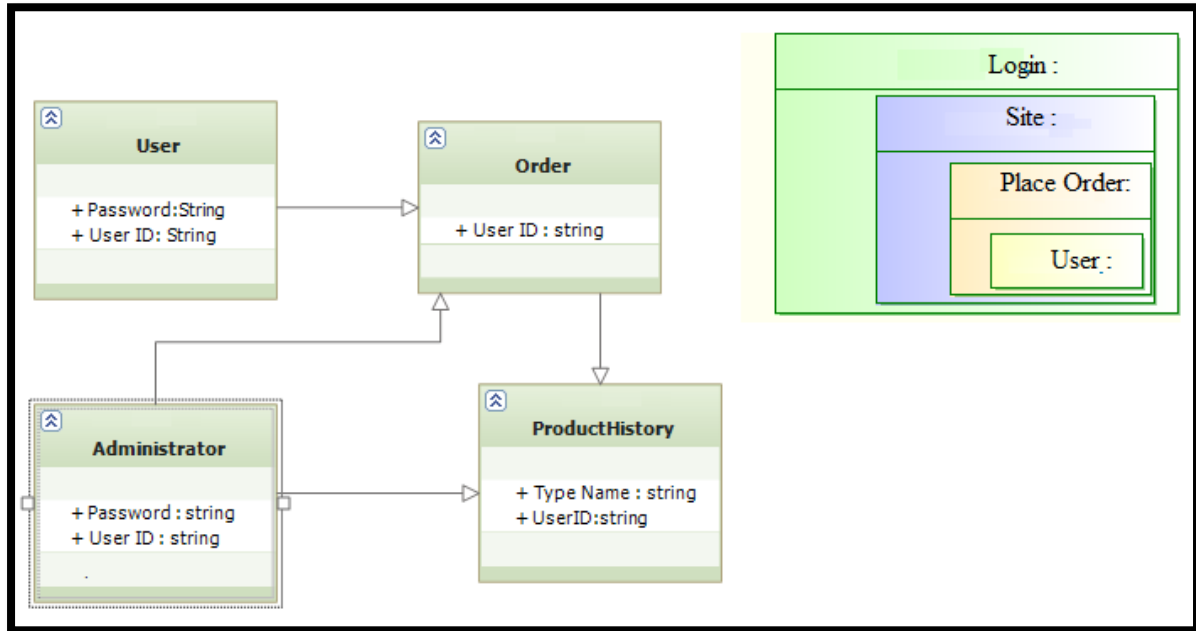 User
+ Password:String
+ User ID: String
Order
+ User ID : string
Administrator
+ Password : string
+ User ID : string
.
ProductHistory
+ Type Name : string
+ UserID:string
Login :
Site :
Place Order:
User :